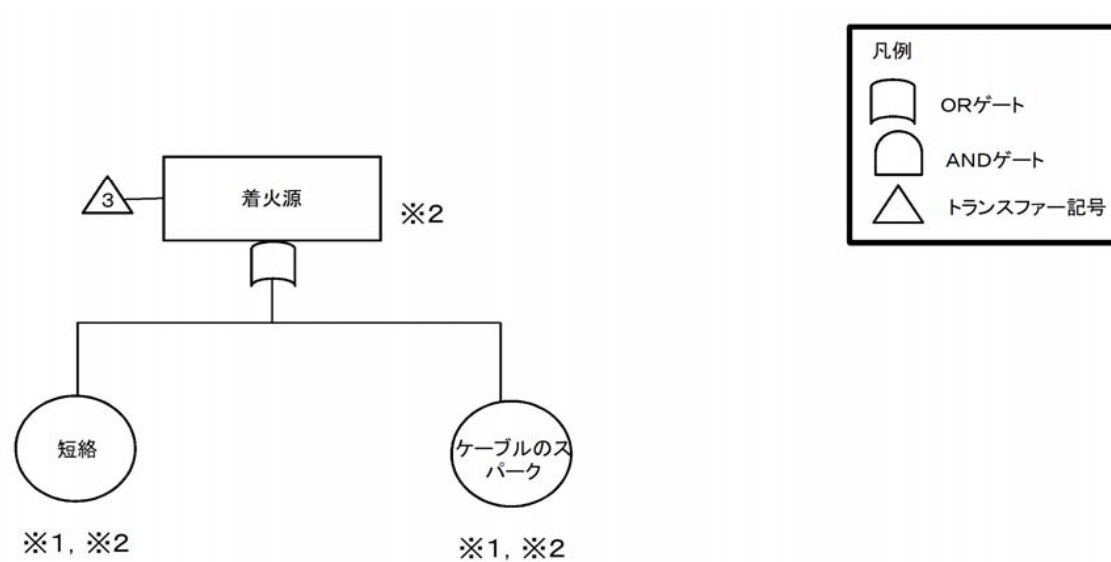 凡例
ORゲート
ANDゲート
トランスファー記号
3
着火源
※2
短絡
ケーブルのス
パーク
※1, ※2
※1, ※2